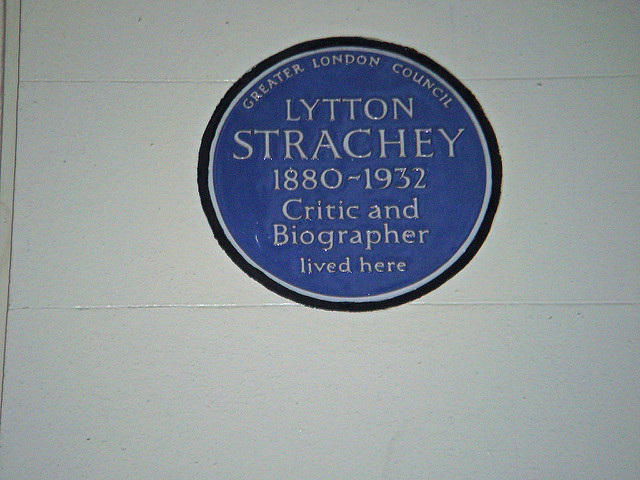 GREATER LONDON COUNCIL
LYTTON
STRACHEY
1880~1932
Critic and
Biographer
lived here